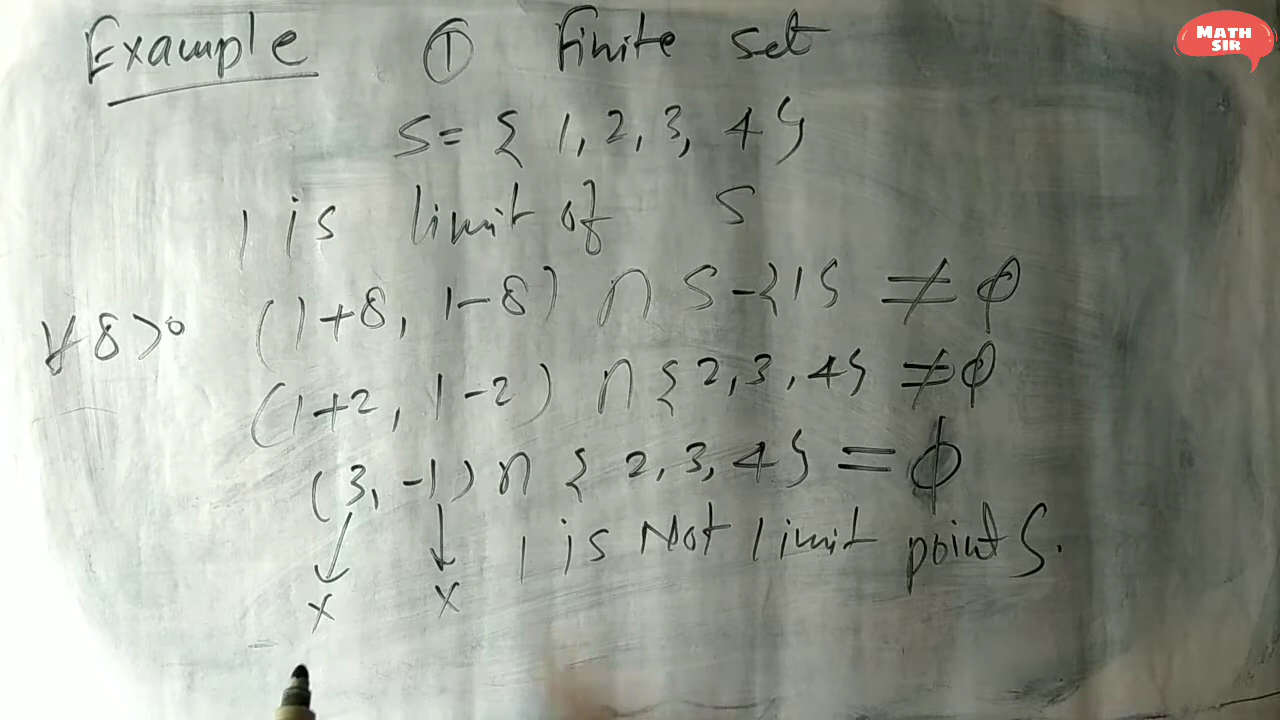 Example ① Finite set
S = { 1, 2, 3, 4 }
1 is limit of S
∀ δ>0 (1+δ, 1-δ) ∩ S-{1} ≠ φ
(1+2, 1-2) ∩ {2,3,4} ≠ φ
(3, -1) ∩ { 2,3,4} = φ
1 is Not limit point S.
x x
MATH
SIR